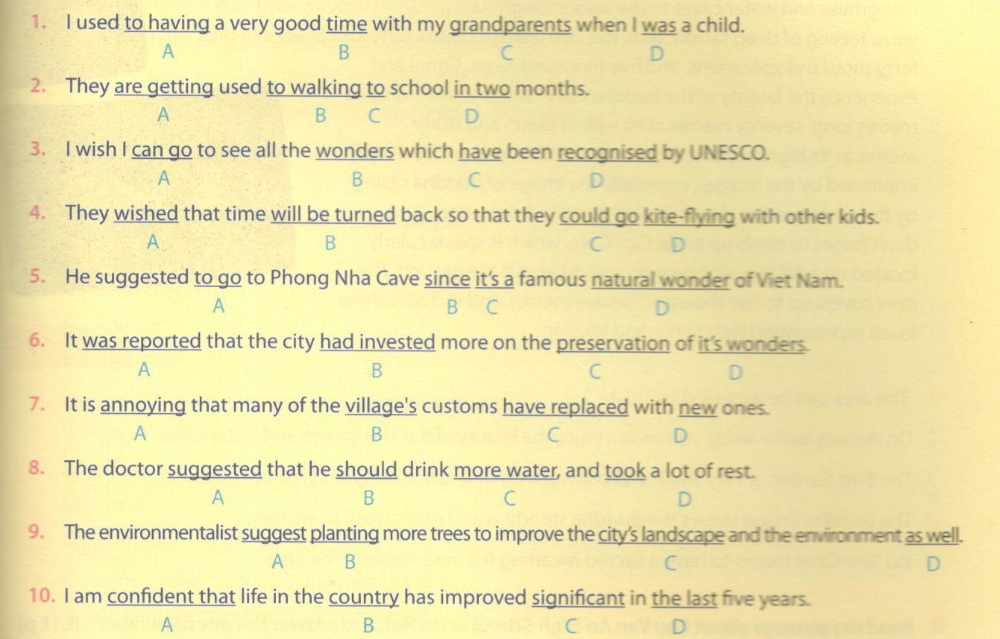 1. I used to having a very good time with my grandparents when I was a child.
A B C D
2. They are getting used to walking to school in two months.
A B C D
3. I wish I can go to see all the wonders which have been recognised by UNESCO.
A B C D
4. They wished that time will be turned back so that they could go kite-flying with other kids.
A B C D
5. He suggested to go to Phong Nha Cave since it's a famous natural wonder of Viet Nam.
A B C D
6. It was reported that the city had invested more on the preservation of it's wonders.
A B C D
7. It is annoying that many of the village's customs have replaced with new ones.
A B C D
8. The doctor suggested that he should drink more water, and took a lot of rest.
A B C D
9. The environmentalist suggest planting more trees to improve the city's landscape and the environment as well.
A B C D
10. I am confident that life in the country has improved significant in the last five years.
A B C D